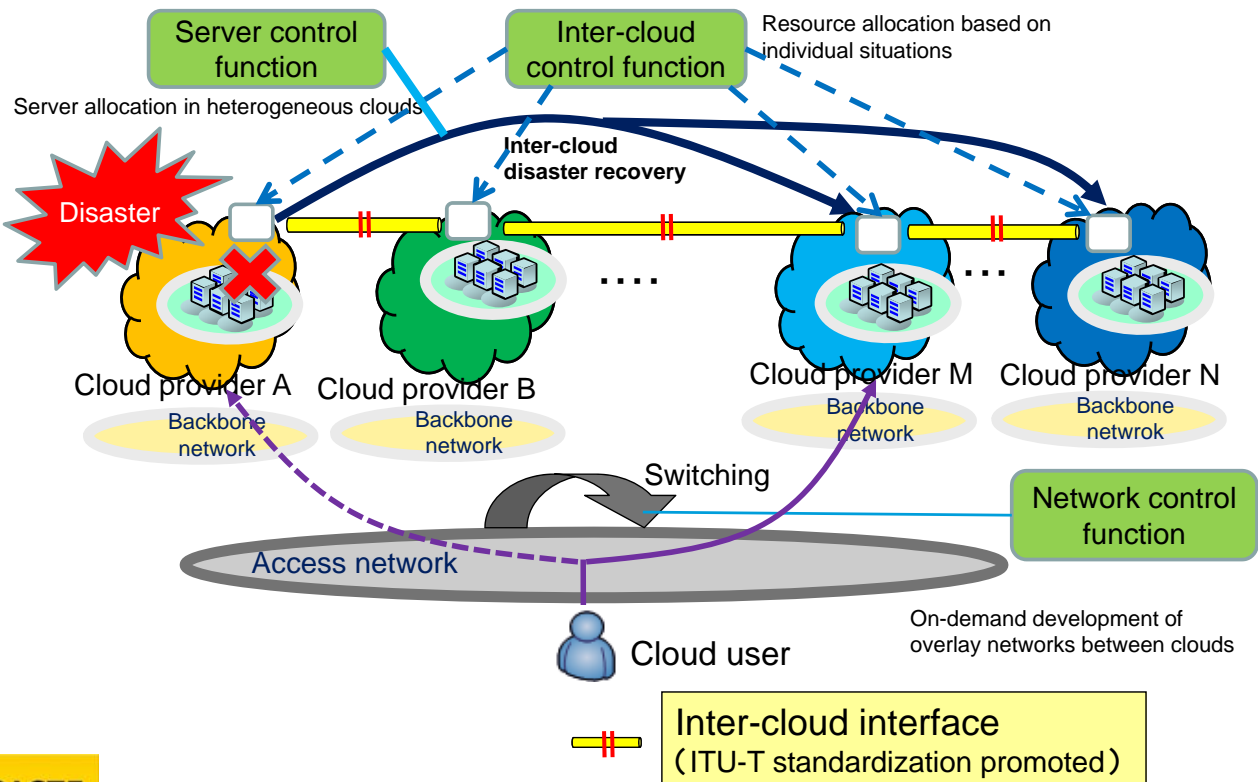 Server control
function
Inter-cloud
control function
Resource allocation based on
individual situations
Server allocation in heterogeneous clouds
Inter-cloud
disaster recovery
Disaster
....
...
Cloud provider A
Cloud provider B
Cloud provider M
Cloud provider N
Backbone
network
Backbone
network
Backbone
network
Backbone
netwrok
Switching
Network control
function
Access network
On-demand development of
overlay networks between clouds
Cloud user
Inter-cloud interface
（ITU-T standardization promoted）